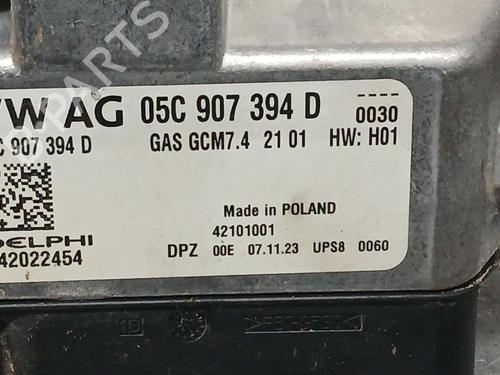 VW AG 05C 907 394 D 0030
C 907 394 D GAS GCM7.4 21 01 HW: H01
Made in POLAND
42101001
DELPHI
42022454
DPZ 00E 07.11.23 UPS8 0060